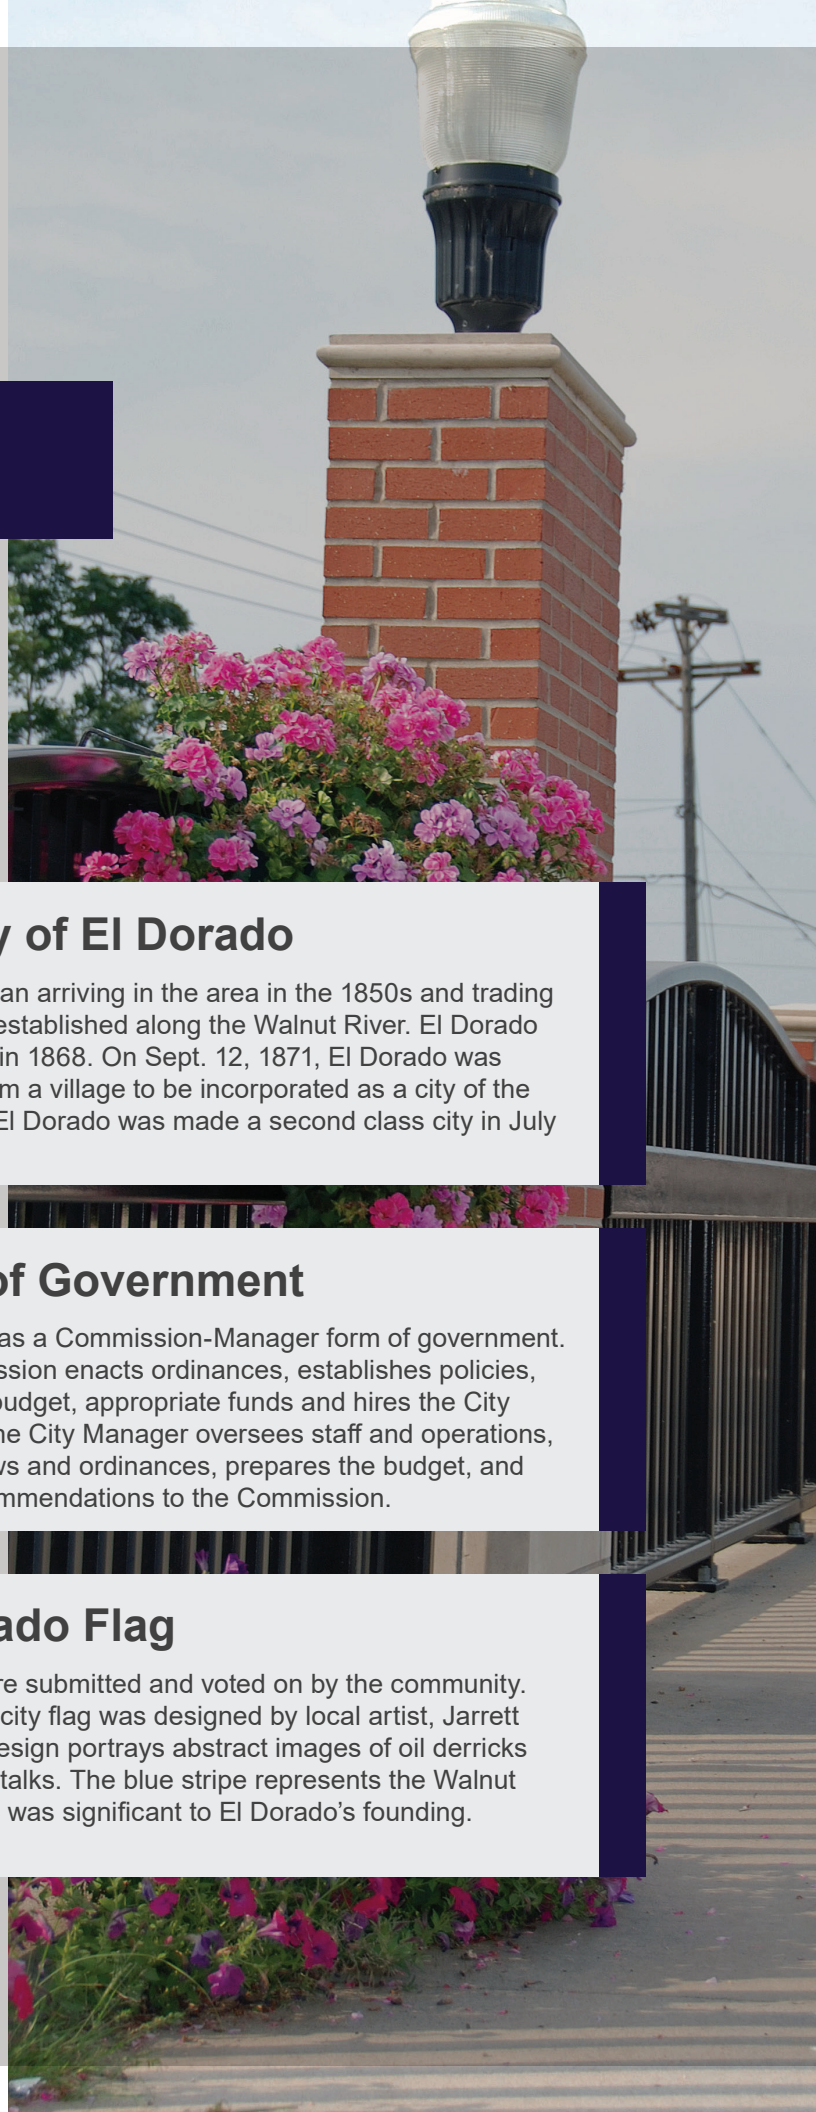 y of El Dorado
an arriving in the area in the 1850s and trading
established along the Walnut River. El Dorado
in 1868. On Sept. 12, 1871, El Dorado was
m a village to be incorporated as a city of the
El Dorado was made a second class city in July
of Government
as a Commission-Manager form of government.
ssion enacts ordinances, establishes policies,
budget, appropriate funds and hires the City
he City Manager oversees staff and operations,
ws and ordinances, prepares the budget, and
mmendations to the Commission.
ado Flag
re submitted and voted on by the community.
city flag was designed by local artist, Jarrett
esign portrays abstract images of oil derricks
talks. The blue stripe represents the Walnut
was significant to El Dorado’s founding.